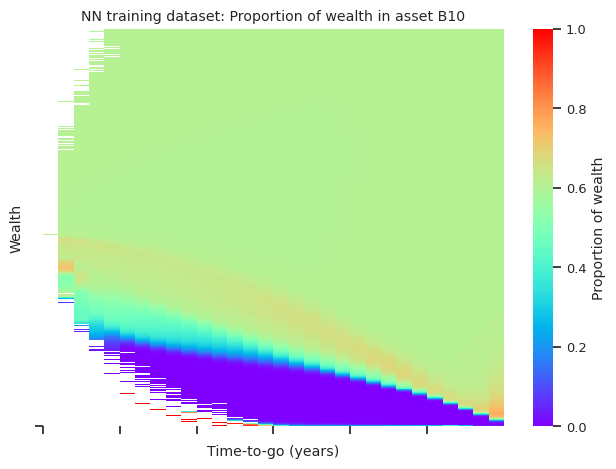 NN training dataset: Proportion of wealth in asset B10
Wealth
Time-to-go (years)
1.0
0.8
0.6
0.4
0.2
0.0
Proportion of wealth